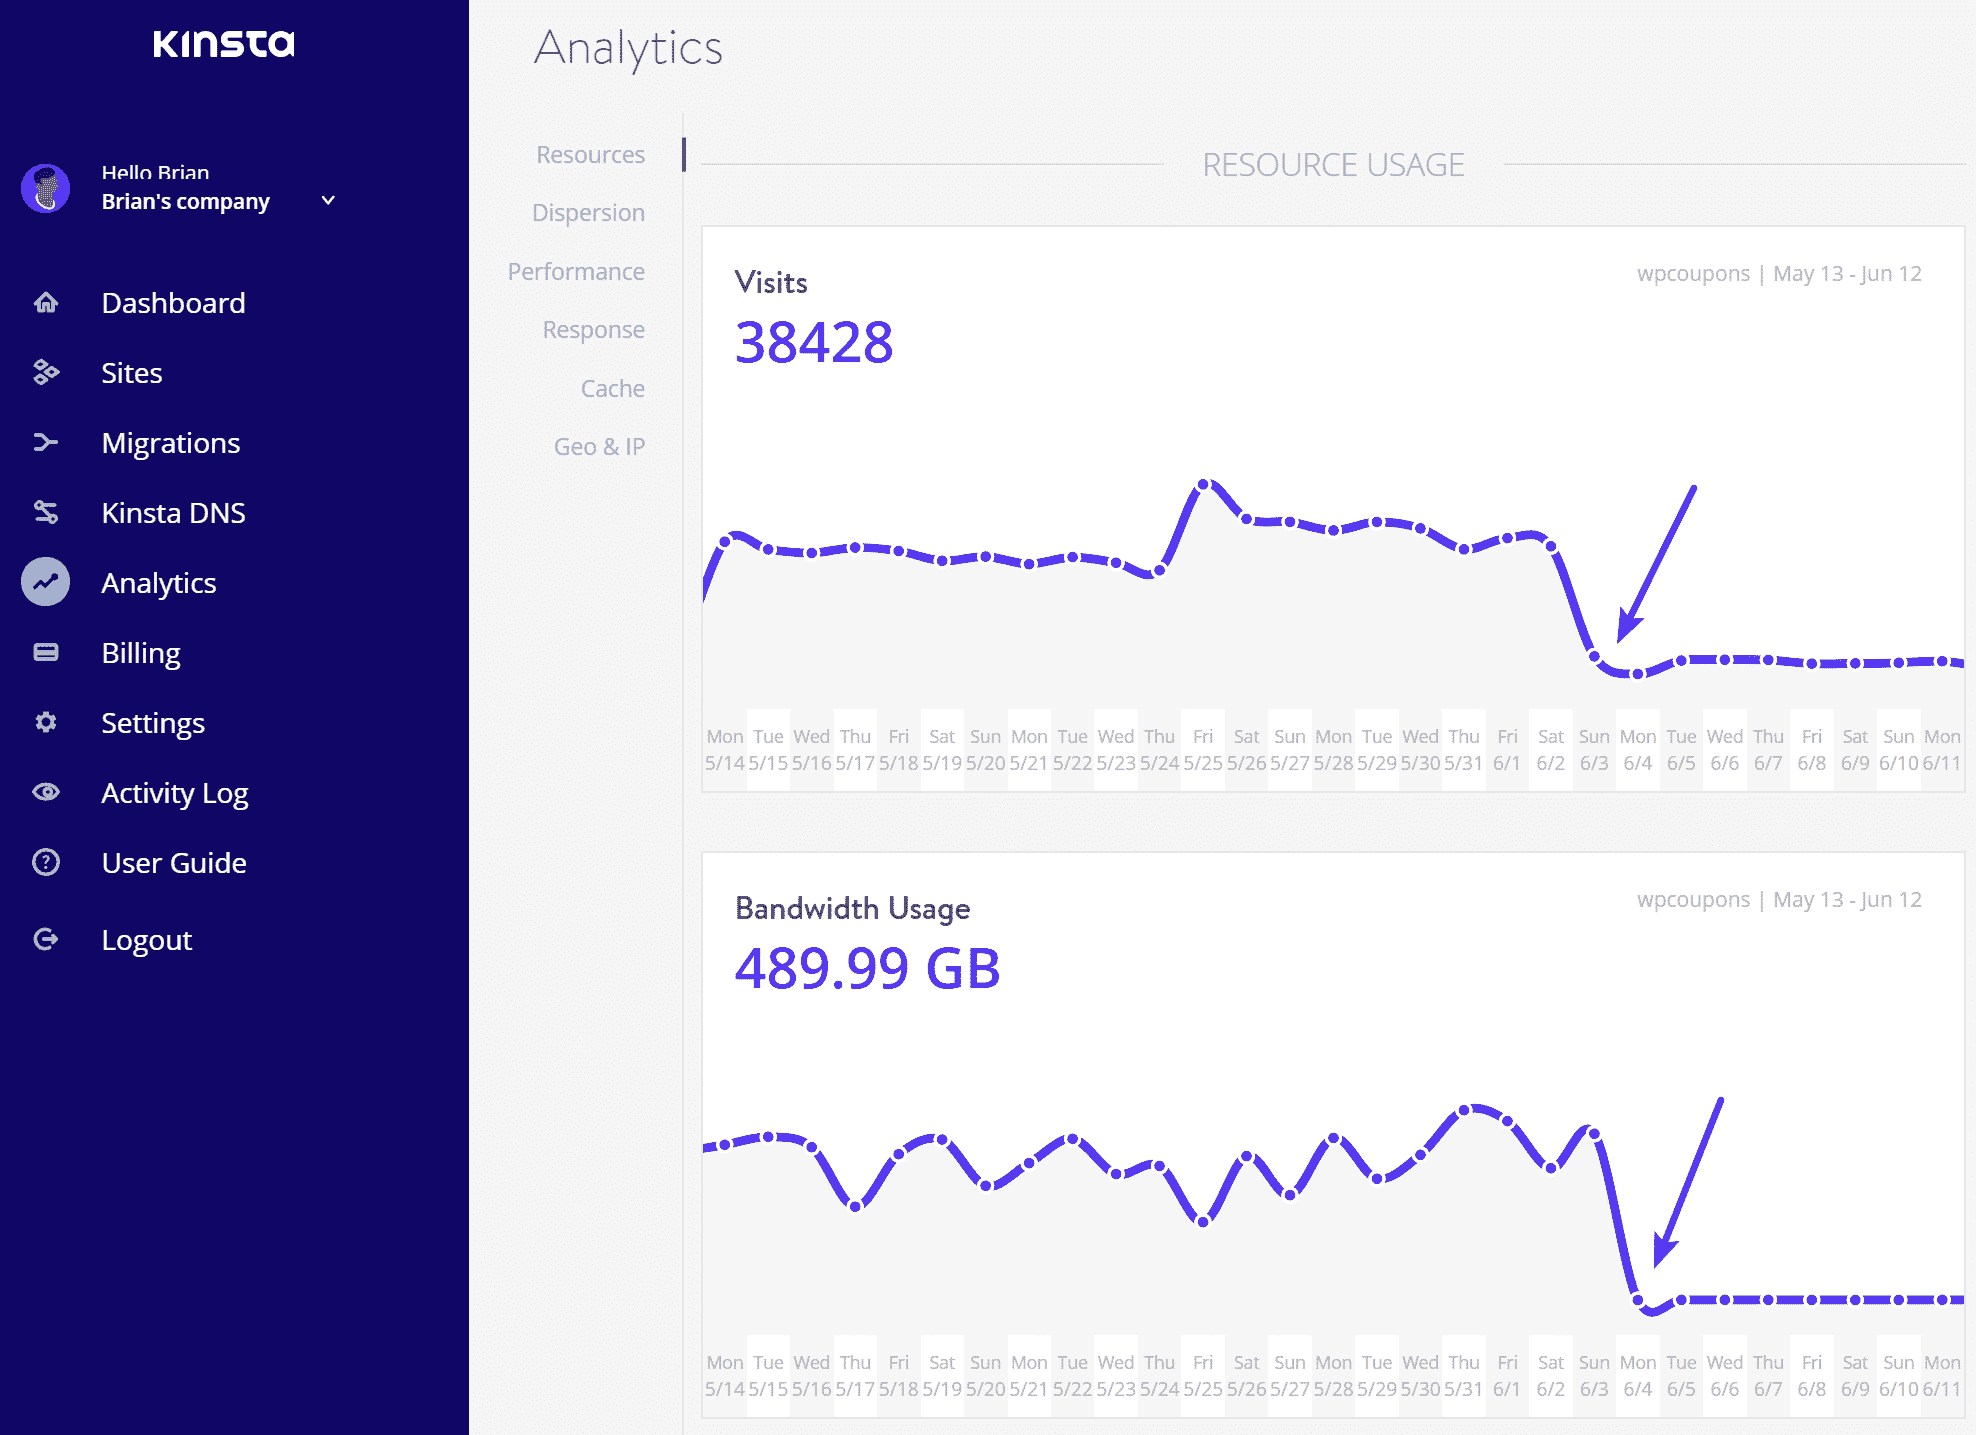 KINSTA
Hello Brian
Brian's company
Dashboard
Sites
Migrations
Kinsta DNS
Analytics
Billing
Settings
Activity Log
User Guide
Logout
Analytics
Resources
Dispersion
Performance
Response
Cache
Geo & IP
RESOURCE USAGE
Visits
wpcoupons | May 13 - Jun 12
38428
Mon Tue Wed Thu Fri Sat Sun Mon Tue Wed Thu Fri Sat Sun Mon Tue Wed Thu Fri Sat Sun Mon Tue Wed Thu Fri Sat Sun Mon
5/14 5/15 5/16 5/17 5/18 5/19 5/20 5/21 5/22 5/23 5/24 5/25 5/26 5/27 5/28 5/29 5/30 5/31 6/1 6/2 6/3 6/4 6/5 6/6 6/7 6/8 6/9 6/10 6/11
Bandwidth Usage
wpcoupons | May 13 - Jun 12
489.99 GB
Mon Tue Wed Thu Fri Sat Sun Mon Tue Wed Thu Fri Sat Sun Mon Tue Wed Thu Fri Sat Sun Mon Tue Wed Thu Fri Sat Sun Mon
5/14 5/15 5/16 5/17 5/18 5/19 5/20 5/21 5/22 5/23 5/24 5/25 5/26 5/27 5/28 5/29 5/30 5/31 6/1 6/2 6/3 6/4 6/5 6/6 6/7 6/8 6/9 6/10 6/11